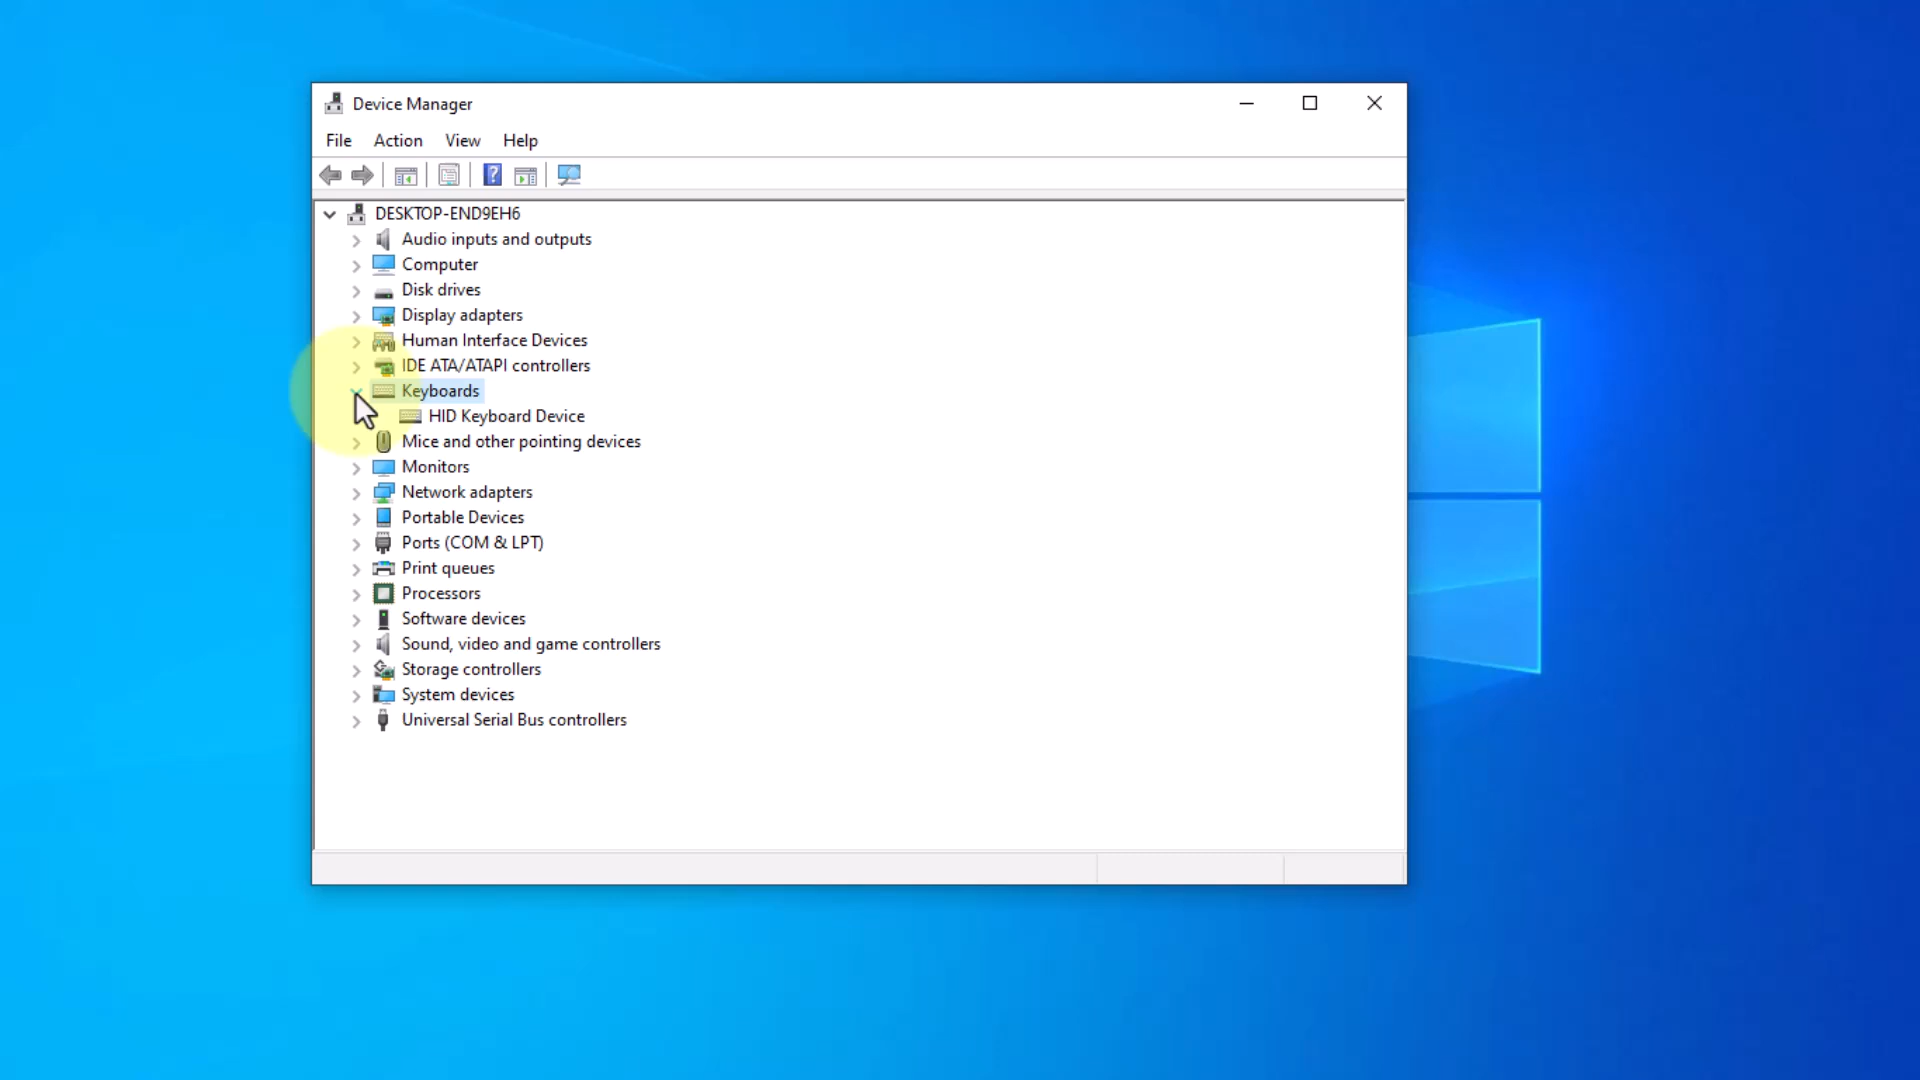 Device Manager
File Action View Help
DESKTOP-END9EH6
Audio inputs and outputs
Computer
Disk drives
Display adapters
Human Interface Devices
IDE ATA/ATAPI controllers
Keyboards
HID Keyboard Device
Mice and other pointing devices
Monitors
Network adapters
Portable Devices
Ports (COM & LPT)
Print queues
Processors
Software devices
Sound, video and game controllers
Storage controllers
System devices
Universal Serial Bus controllers